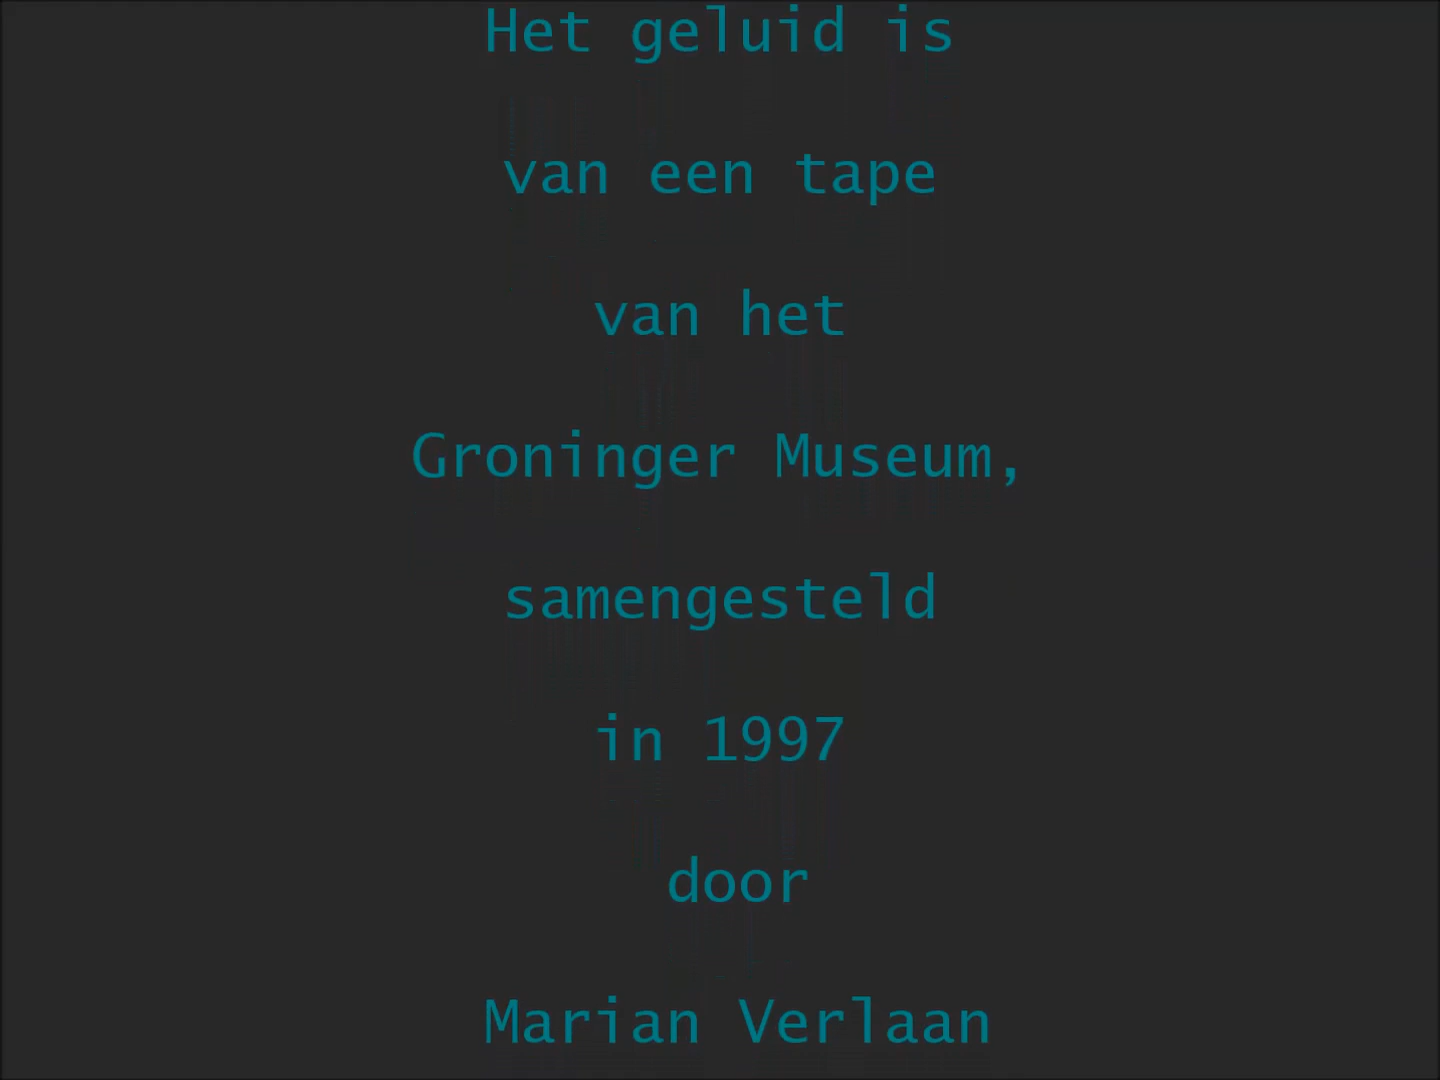 Het geluid is
van een tape
van het
Groninger Museum,
samengesteld
in 1997
door
Marian Verlaan